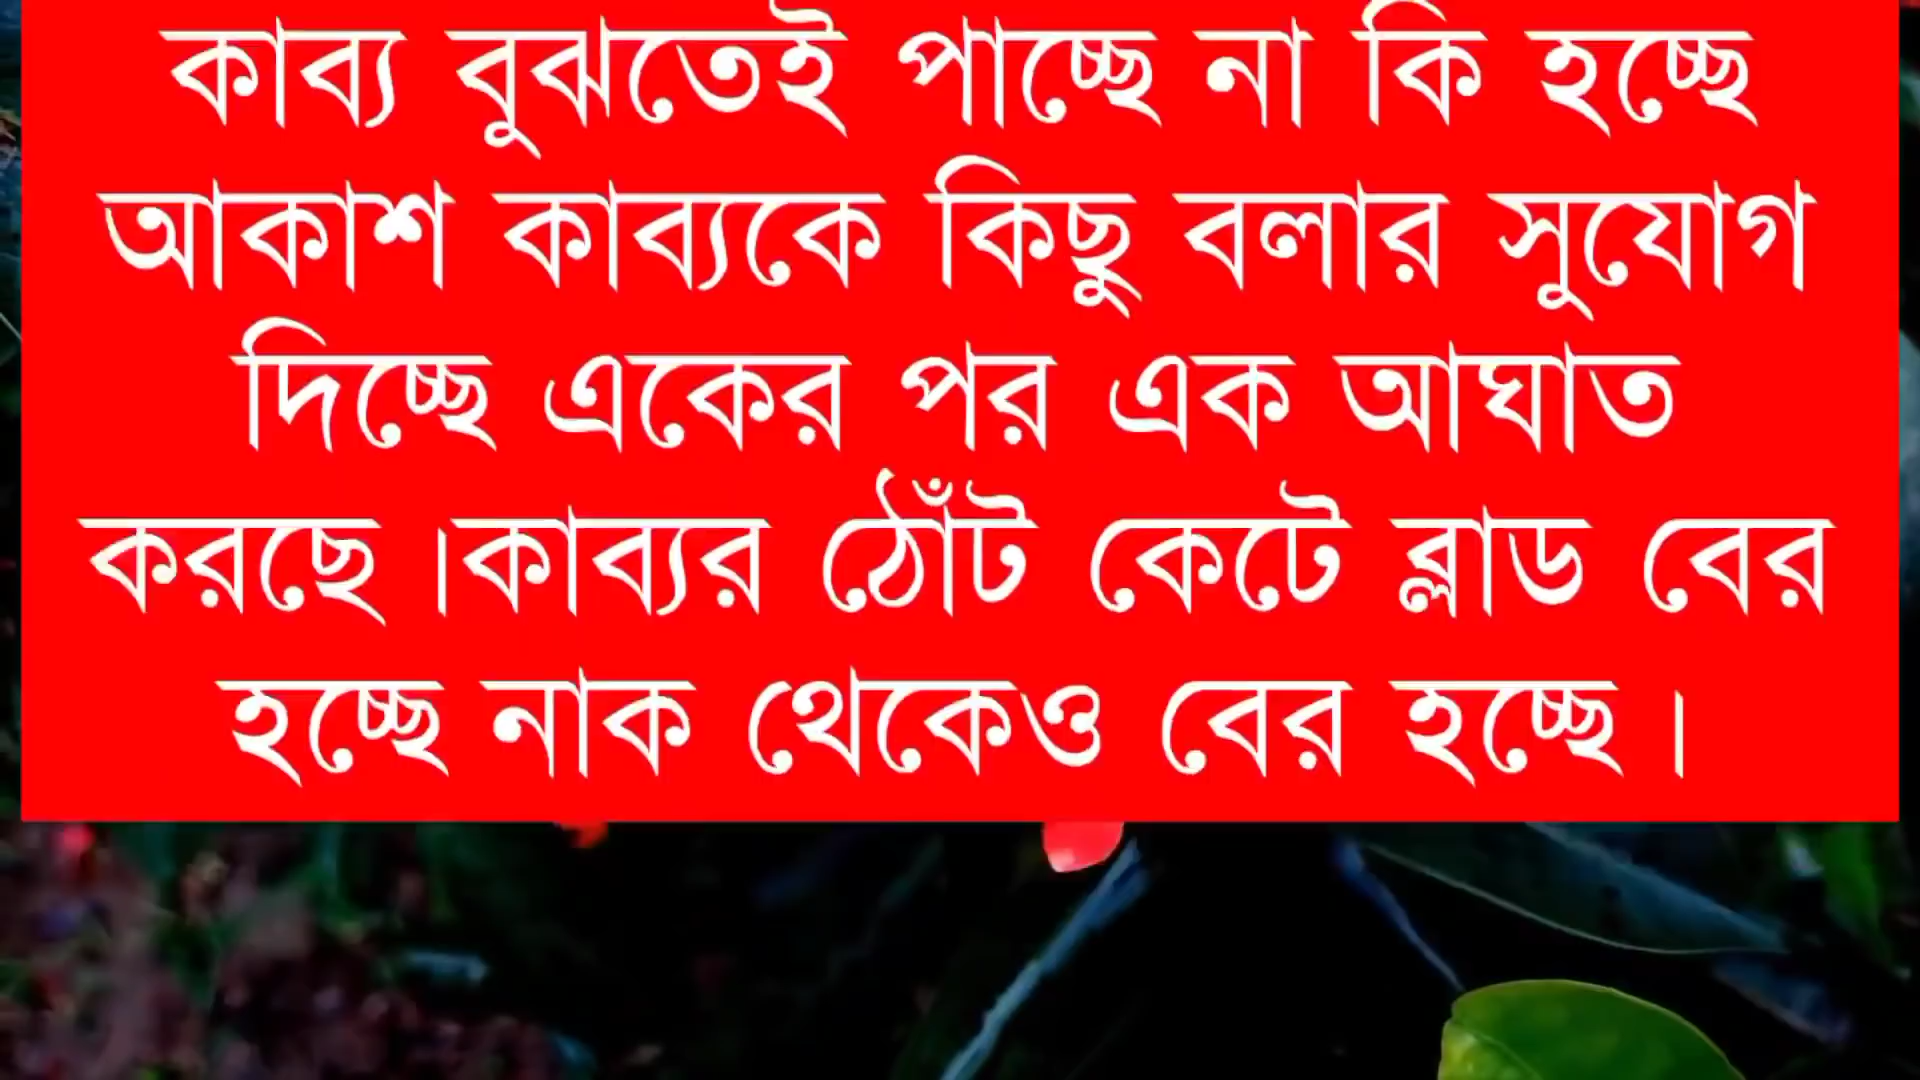 কাব্য বুঝতেই পাচ্ছে না কি হচ্ছে
আকাশ কাব্যকে কিছু বলার সুযোগ
দিচ্ছে একের পর এক আঘাত
করছে।কাব্যর ঠোঁট কেটে ব্লাড বের
হচ্ছে নাক থেকেও বের হচ্ছে।